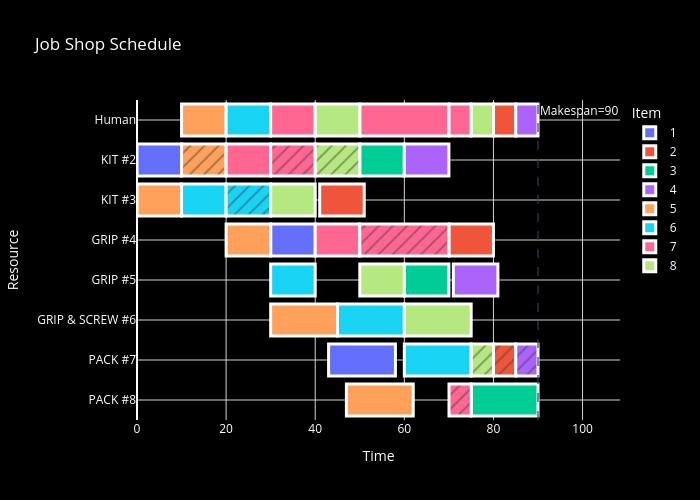 Job Shop Schedule
Makespan=90
Item
1
2
3
4
5
6
7
8
Resource
Human
KIT #2
KIT #3
GRIP #4
GRIP #5
GRIP & SCREW #6
PACK #7
PACK #8
0 20 40 60 80 100
Time